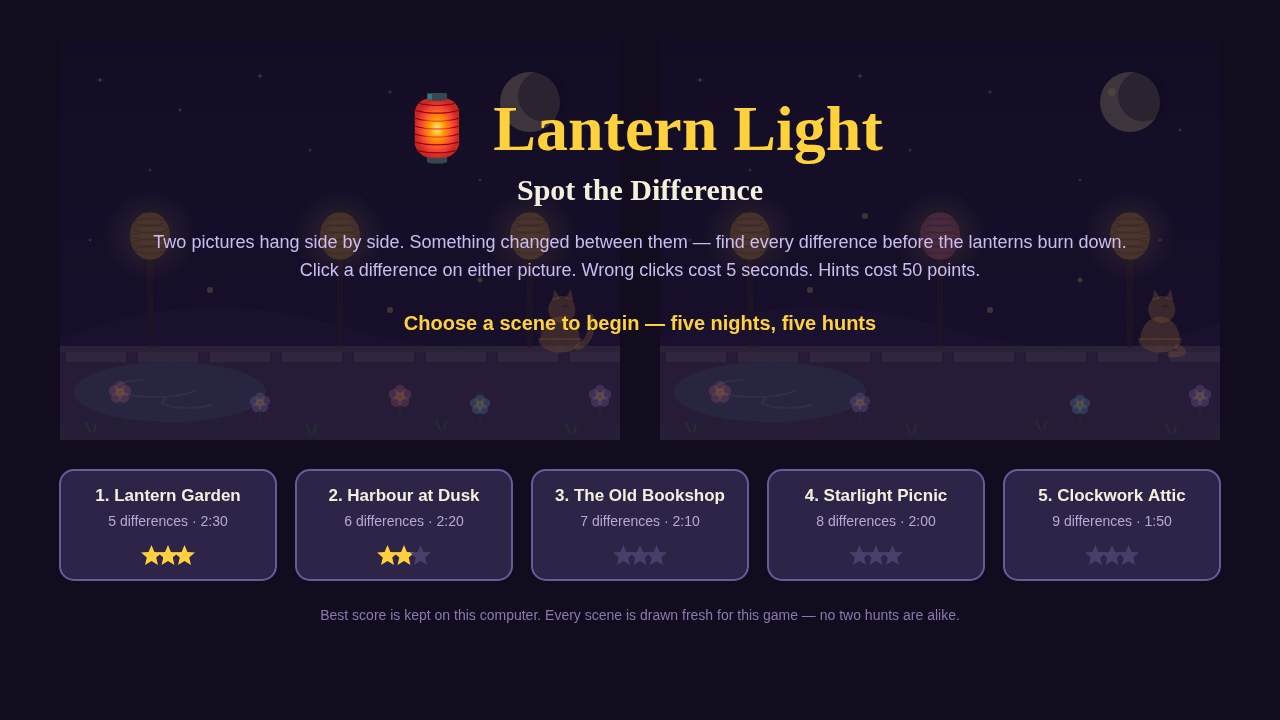 Lantern Light
Spot the Difference
Two pictures hang side by side. Something changed between them — find every difference before the lanterns burn down.
Click a difference on either picture. Wrong clicks cost 5 seconds. Hints cost 50 points.
Choose a scene to begin — five nights, five hunts
1. Lantern Garden
5 differences · 2:30
2. Harbour at Dusk
6 differences · 2:20
3. The Old Bookshop
7 differences · 2:10
4. Starlight Picnic
8 differences · 2:00
5. Clockwork Attic
9 differences · 1:50
Best score is kept on this computer. Every scene is drawn fresh for this game — no two hunts are alike.